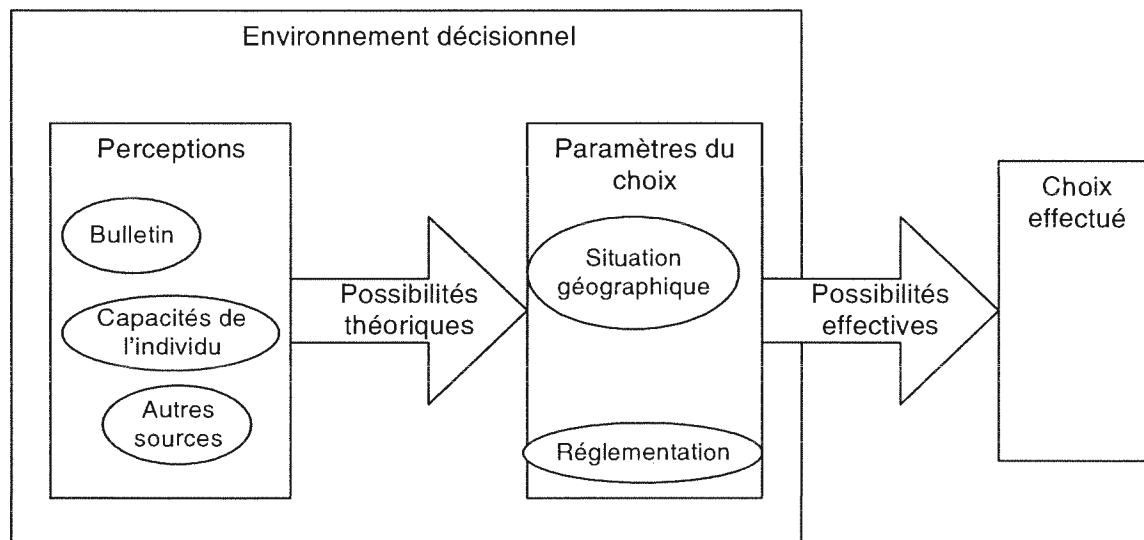 Environnement décisionnel
Perceptions
Bulletin
Capacités de
l'individu
Autres
sources
Possibilités
théoriques
Paramètres du
choix
Situation
géographique
Réglementation
Possibilités
effectives
Choix
effectué